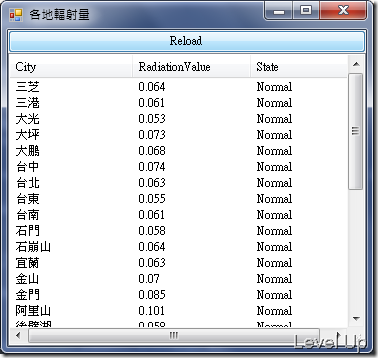 各地輻射量
Reload
City RadiationValue State
三芝 0.064 Normal
三港 0.061 Normal
大光 0.053 Normal
大坪 0.073 Normal
大鵬 0.068 Normal
台中 0.074 Normal
台北 0.063 Normal
台東 0.055 Normal
台南 0.061 Normal
石門 0.058 Normal
石崩山 0.064 Normal
宜蘭 0.063 Normal
金山 0.07 Normal
金門 0.085 Normal
阿里山 0.101 Normal
0.058 Normal
Level Up